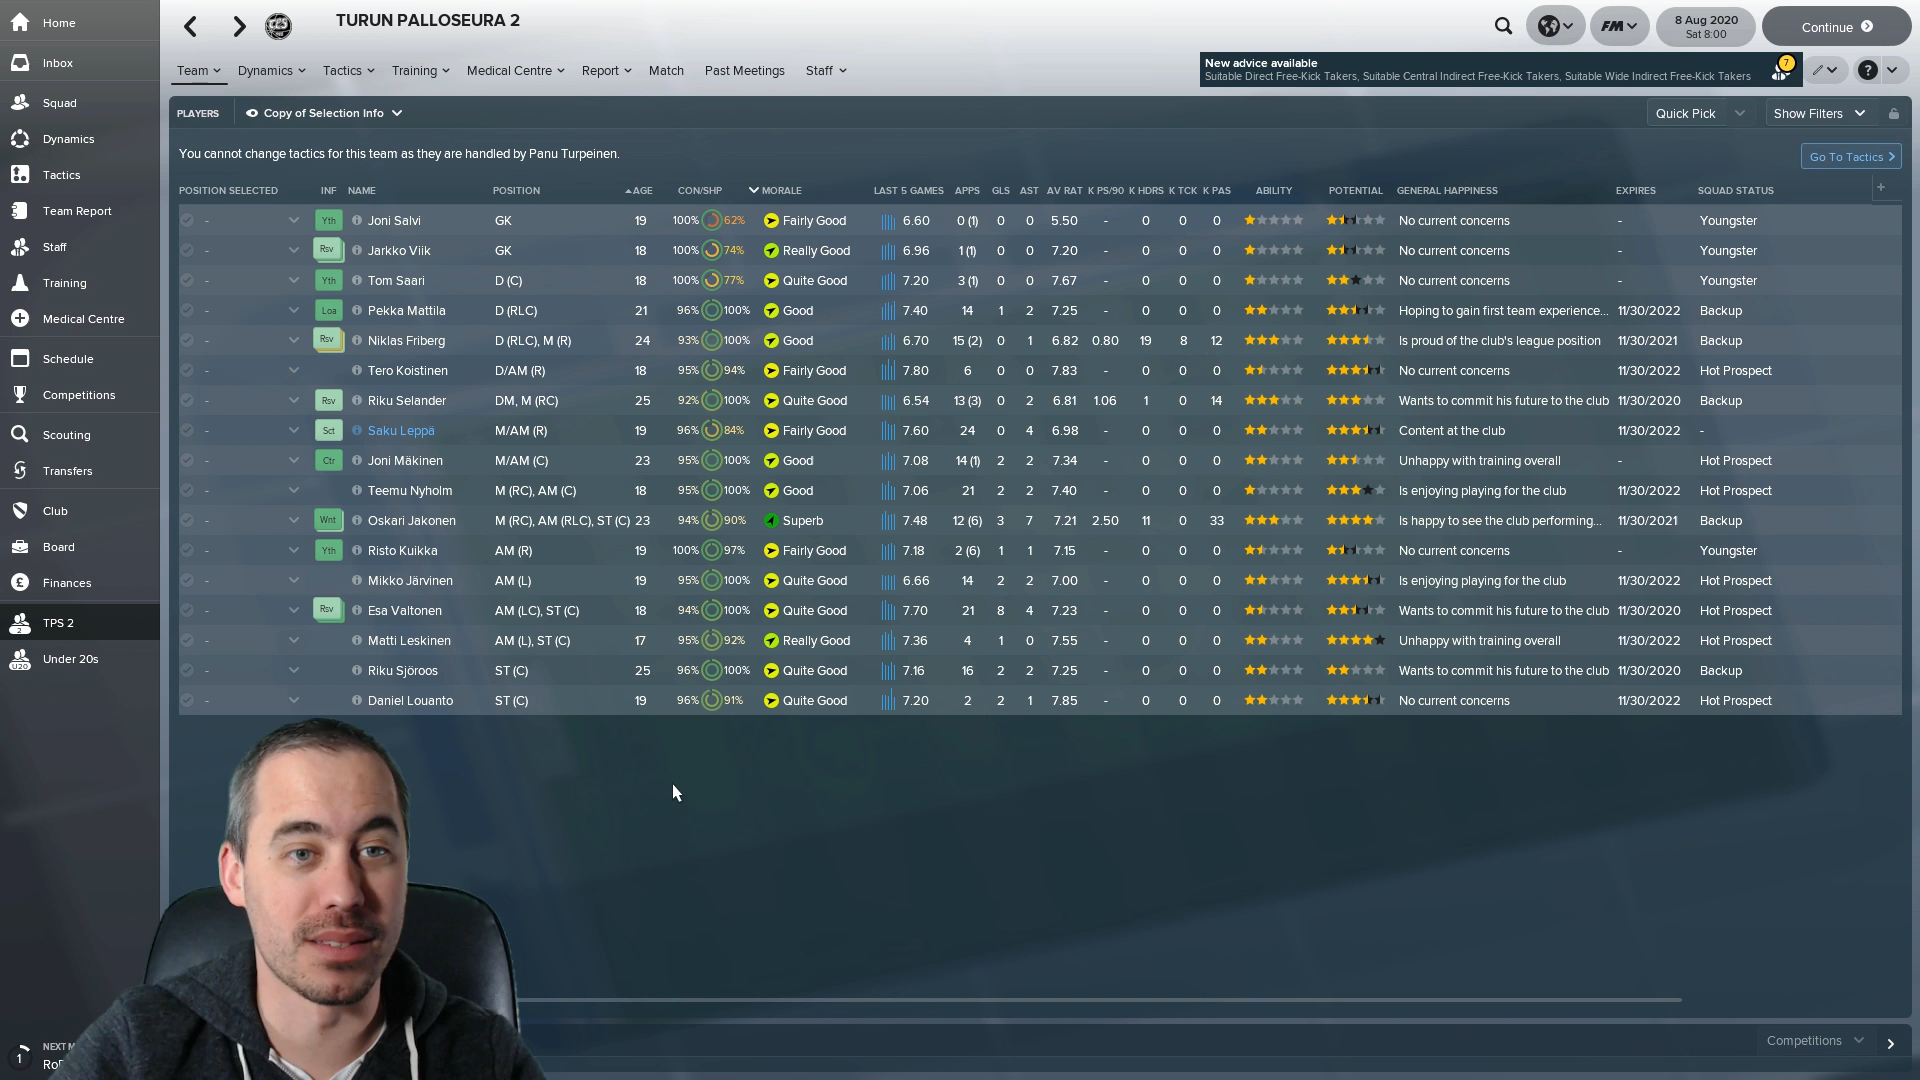 Home
Inbox
Squad
Dynamics
Tactics
Team Report
Staff
Training
Medical Centre
Schedule
Competitions
Scouting
Transfers
Club
Board
Finances
TPS 2
Under 20s
TURUN PALLOSEURA 2
FM
8 Aug 2020
Sat 8:00
Continue
Team Dynamics Tactics Training Medical Centre Report Match Past Meetings Staff
New advice available
Suitable Direct Free-Kick Takers, Suitable Central Indirect Free-Kick Takers, Suitable Wide Indirect Free-Kick Takers
7
?
PLAYERS Copy of Selection Info Quick Pick Show Filters
You cannot change tactics for this team as they are handled by Panu Turpeinen.
Go To Tactics
POSITION SELECTED INF NAME POSITION AGE CON/SHP MORALE LAST 5 GAMES APPS GLS AST AV RAT K PS/90 K HDRS K TCK K PAS ABILITY POTENTIAL GENERAL HAPPINESS EXPIRES SQUAD STATUS +
- Yth Joni Salvi GK 19 100% 62% Fairly Good 6.60 0 (1) 0 0 5.50 - 0 0 0 No current concerns - Youngster
- Rsv Jarkko Viik GK 18 100% 74% Really Good 6.96 1 (1) 0 0 7.20 - 0 0 0 No current concerns - Youngster
- Yth Tom Saari D (C) 18 100% 77% Quite Good 7.20 3 (1) 0 0 7.67 - 0 0 0 No current concerns - Youngster
- Loa Pekka Mattila D (RLC) 21 96% 100% Good 7.40 14 1 2 7.25 - 0 0 0 Hoping to gain first team experience... 11/30/2022 Backup
- Rsv Niklas Friberg D (RLC), M (R) 24 93% 100% Good 6.70 15 (2) 0 1 6.82 0.80 19 8 12 Is proud of the club's league position 11/30/2021 Backup
- Tero Koistinen D/AM (R) 18 95% 94% Fairly Good 7.80 6 0 0 7.83 - 0 0 0 No current concerns 11/30/2022 Hot Prospect
- Rsv Riku Selander DM, M (RC) 25 92% 100% Quite Good 6.54 13 (3) 0 2 6.81 1.06 1 0 14 Wants to commit his future to the club 11/30/2020 Backup
- Sct Saku Leppä M/AM (R) 19 96% 84% Fairly Good 7.60 24 0 4 6.98 - 0 0 0 Content at the club 11/30/2022 -
- Ctr Joni Mäkinen M/AM (C) 23 95% 100% Good 7.08 14 (1) 2 2 7.34 - 0 0 0 Unhappy with training overall - Hot Prospect
- Teemu Nyholm M (RC), AM (C) 18 95% 100% Good 7.06 21 2 2 7.40 - 0 0 0 Is enjoying playing for the club 11/30/2022 Hot Prospect
- Wnt Oskari Jakonen M (RC), AM (RLC), ST (C) 23 94% 90% Superb 7.48 12 (6) 3 7 7.21 2.50 11 0 33 Is happy to see the club performing... 11/30/2021 Backup
- Yth Risto Kuikka AM (R) 19 100% 97% Fairly Good 7.18 2 (6) 1 1 7.15 - 0 0 0 No current concerns - Youngster
- Mikko Järvinen AM (L) 19 95% 100% Quite Good 6.66 14 2 2 7.00 - 0 0 0 Is enjoying playing for the club 11/30/2022 Hot Prospect
- Rsv Esa Valtonen AM (LC), ST (C) 18 94% 100% Quite Good 7.70 21 8 4 7.23 - 0 0 0 Wants to commit his future to the club 11/30/2020 Hot Prospect
- Matti Leskinen AM (L), ST (C) 17 95% 92% Really Good 7.36 4 1 0 7.55 - 0 0 0 Unhappy with training overall 11/30/2022 Hot Prospect
- Riku Sjöroos ST (C) 25 96% 100% Quite Good 7.16 16 2 2 7.25 - 0 0 0 Wants to commit his future to the club 11/30/2020 Backup
- Daniel Louanto ST (C) 19 96% 91% Quite Good 7.20 2 2 1 7.85 - 0 0 0 No current concerns 11/30/2022 Hot Prospect
1
NEXT M
Competitions